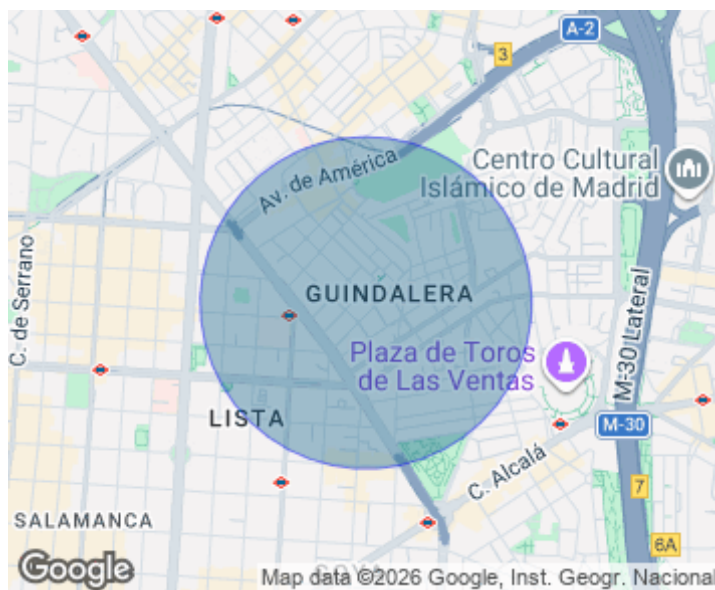 A-2
3
Av. de América
Centro Cultural
Islámico de Madrid
C. de Serrano
GUINDALERA
M-30 Lateral
Plaza de Toros
de Las Ventas
LISTA
M-30
C. Alcalá
7
SALAMANCA
6A
GOYA
Google
Map data ©2026 Google, Inst. Geogr. Nacional